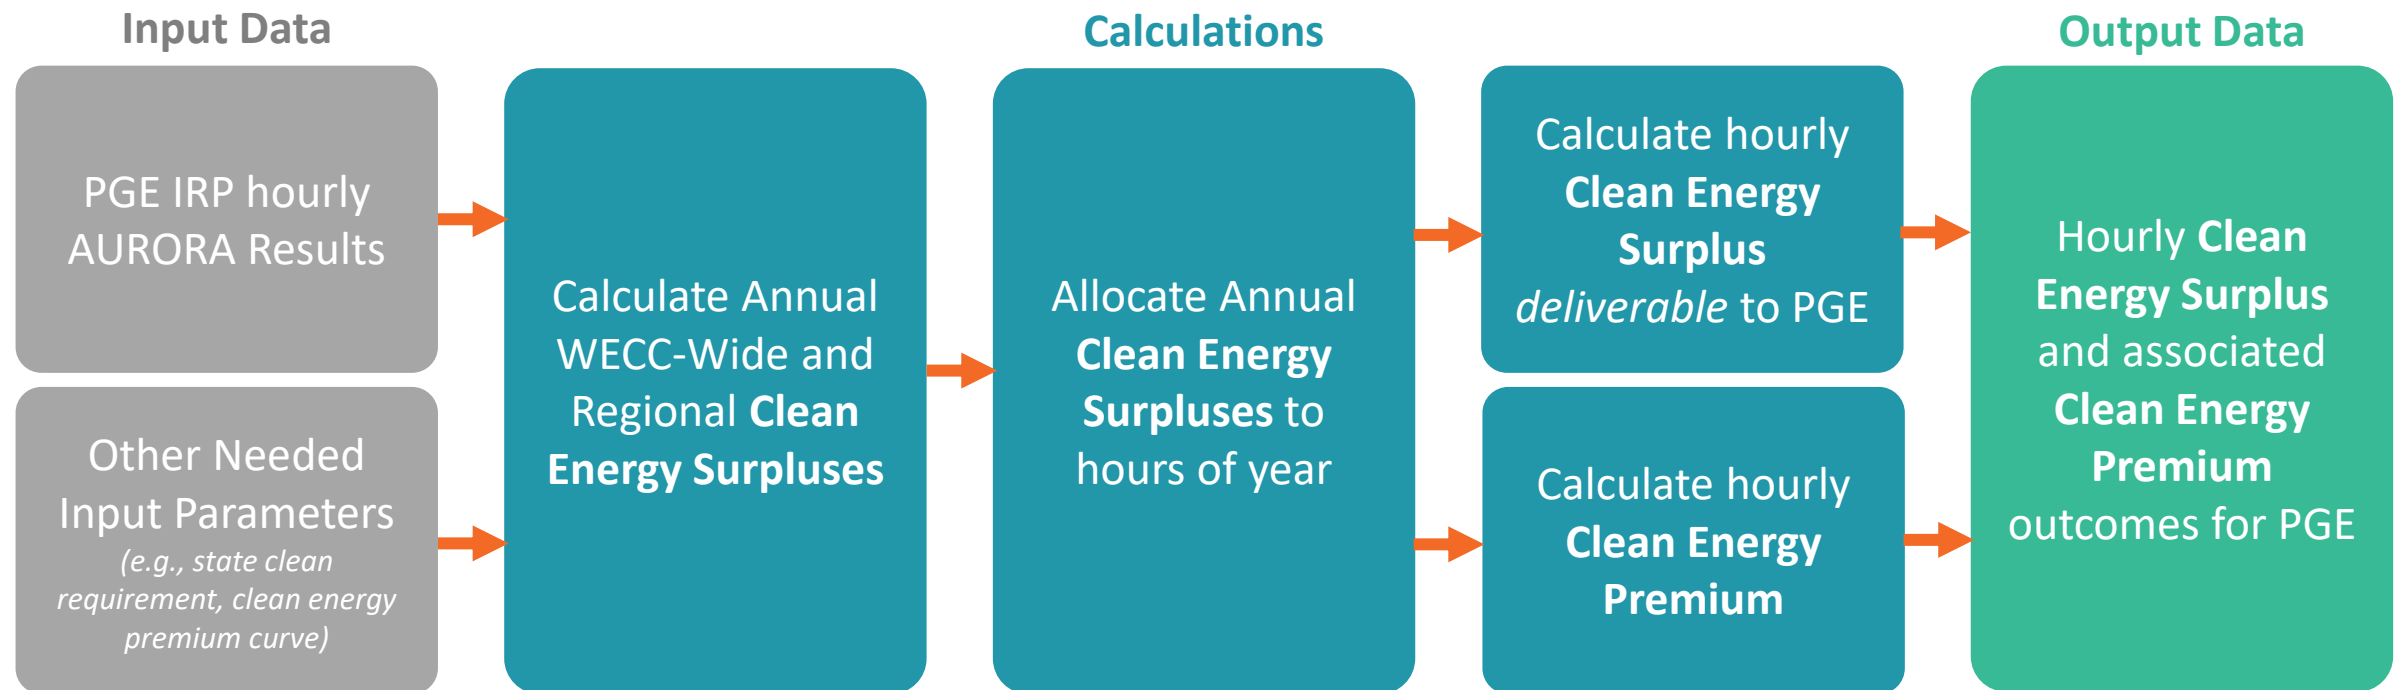 Input Data
Calculations
Output Data
PGE IRP hourly
AURORA Results
Other Needed
Input Parameters
(e.g., state clean
requirement, clean energy
premium curve)
Calculate Annual
WECC-Wide and
Regional Clean
Energy Surpluses
Allocate Annual
Clean Energy
Surpluses to
hours of year
Calculate hourly
Clean Energy
Surplus
deliverable to PGE
Calculate hourly
Clean Energy
Premium
Hourly Clean
Energy Surplus
and associated
Clean Energy
Premium
outcomes for PGE